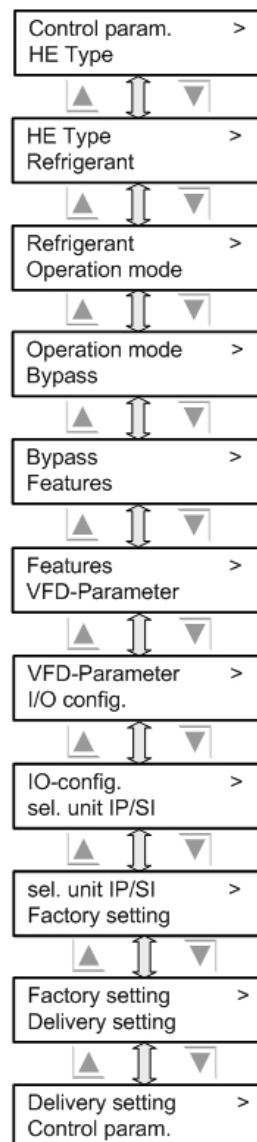 Control param. >
HE Type
HE Type >
Refrigerant
Refrigerant >
Operation mode
Operation mode >
Bypass
Bypass >
Features
Features >
VFD-Parameter
VFD-Parameter >
I/O config.
IO-config. >
sel. unit IP/SI
sel. unit IP/SI >
Factory setting
Factory setting >
Delivery setting
Delivery setting >
Control param.